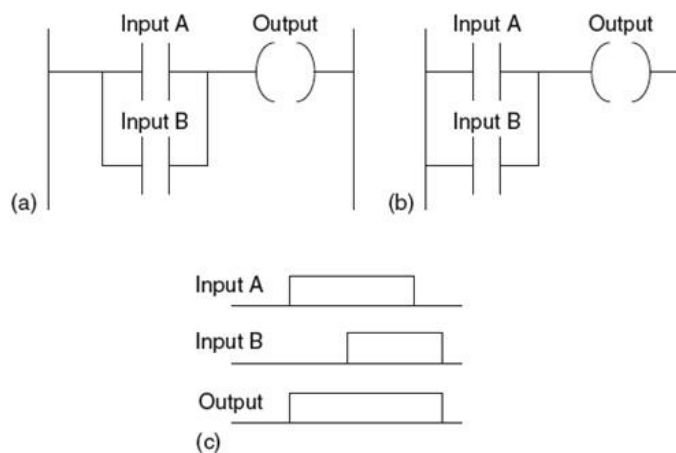 Input A Output
Input B
(a)
Input A Output
Input B
(b)
Input A
Input B
Output
(c)